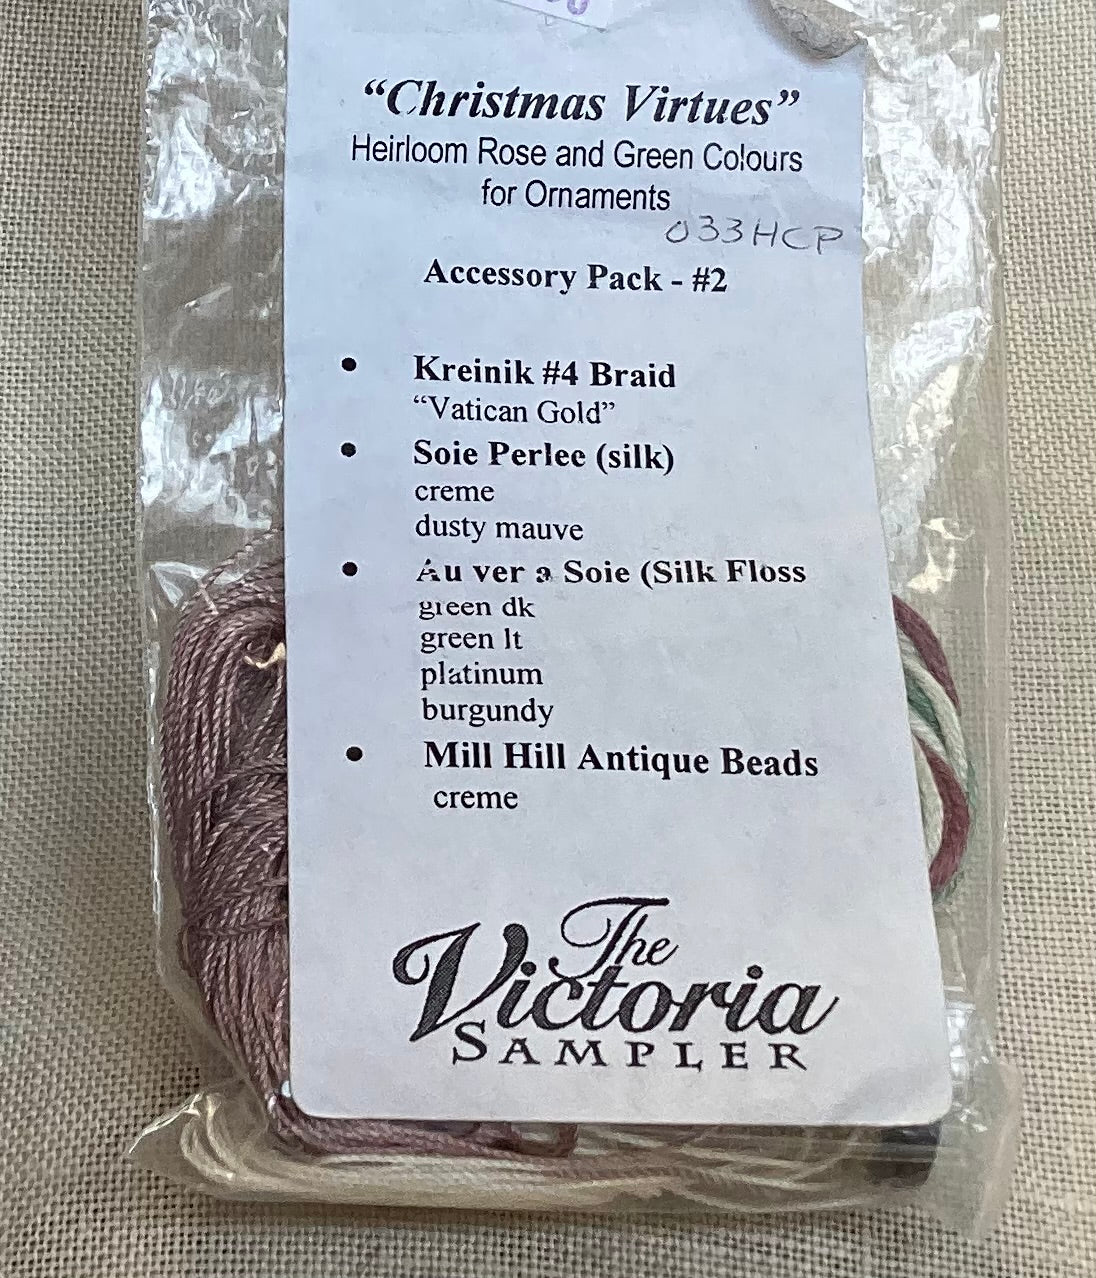 “Christmas Virtues”
Heirloom Rose and Green Colours
for Ornaments
033HCP
Accessory Pack - #2
• Kreinik #4 Braid
“Vatican Gold”
• Soie Perlee (silk)
creme
dusty mauve
• Au ver a Soie (Silk Floss
green dk
green lt
platinum
burgundy
• Mill Hill Antique Beads
creme
The
Victoria
SAMPLER